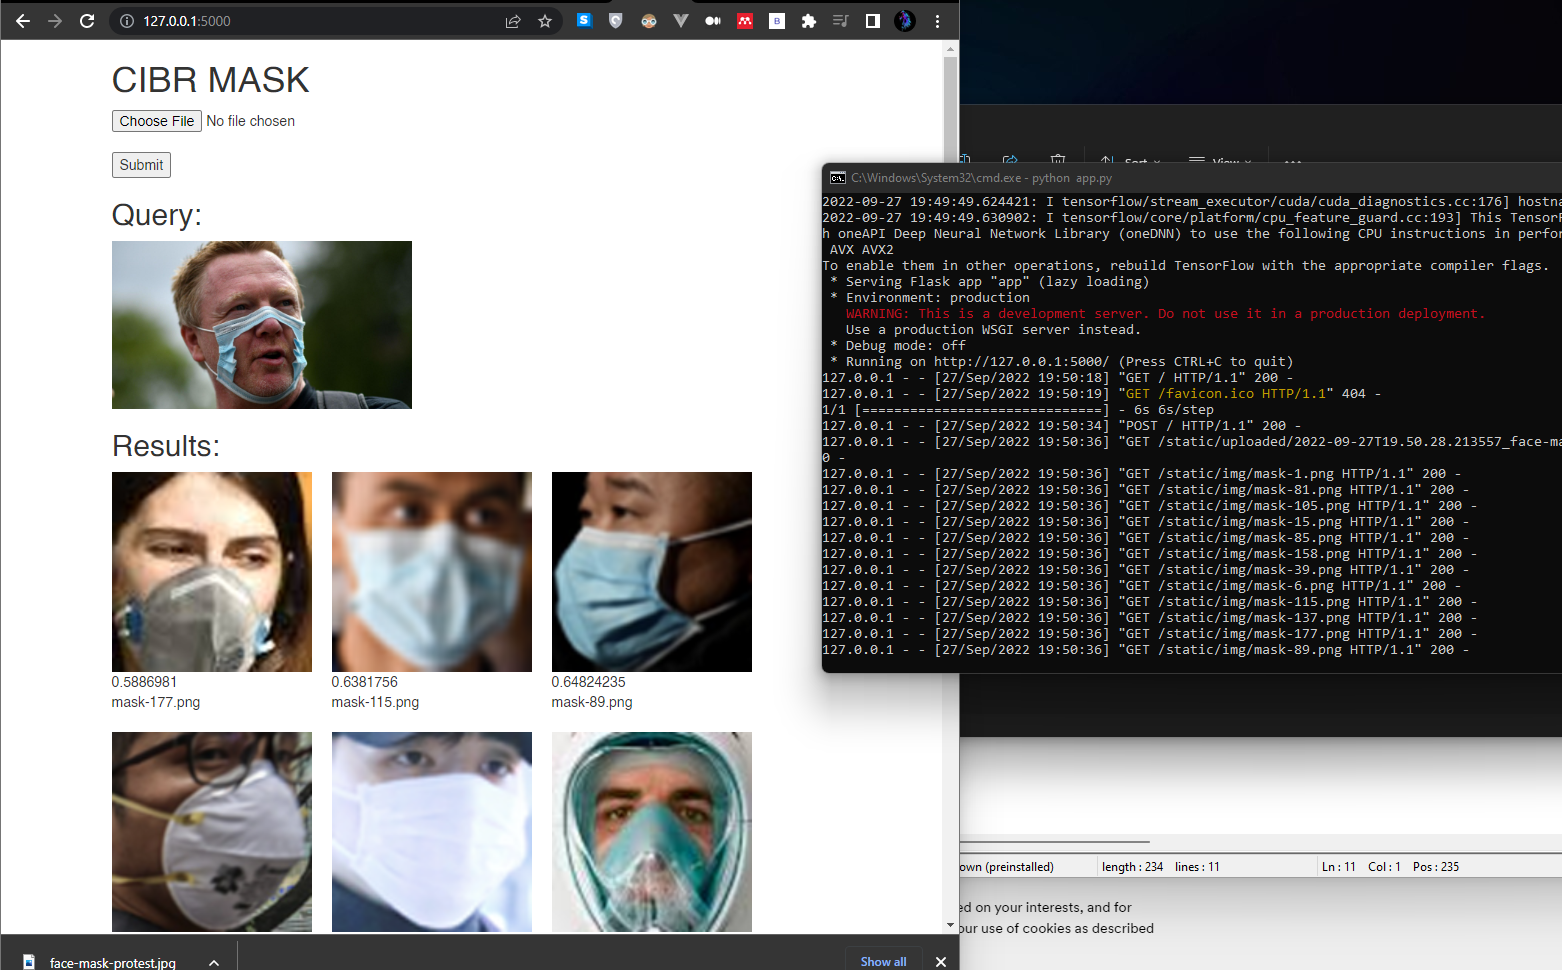 127.0.0.1:5000
CIBR MASK
Choose File No file chosen
Submit
Query:
Results:
0.5886981
mask-177.png
0.6381756
mask-115.png
0.64824235
mask-89.png
face-mask-protest.jpg
Show all
Sort
View
C:\Windows\System32\cmd.exe - python app.py
2022-09-27 19:49:49.624421: I tensorflow/stream_executor/cuda/cuda_diagnostics.cc:176] hostna
2022-09-27 19:49:49.630902: I tensorflow/core/platform/cpu_feature_guard.cc:193] This TensorF
h oneAPI Deep Neural Network Library (oneDNN) to use the following CPU instructions in perfor
AVX AVX2
To enable them in other operations, rebuild TensorFlow with the appropriate compiler flags.
* Serving Flask app "app" (lazy loading)
* Environment: production
WARNING: This is a development server. Do not use it in a production deployment.
Use a production WSGI server instead.
* Debug mode: off
* Running on http://127.0.0.1:5000/ (Press CTRL+C to quit)
127.0.0.1 - - [27/Sep/2022 19:50:18] "GET / HTTP/1.1" 200 -
127.0.0.1 - - [27/Sep/2022 19:50:19] "GET /favicon.ico HTTP/1.1" 404 -
1/1 [==============================] - 6s 6s/step
127.0.0.1 - - [27/Sep/2022 19:50:34] "POST / HTTP/1.1" 200 -
127.0.0.1 - - [27/Sep/2022 19:50:36] "GET /static/uploaded/2022-09-27T19.50.28.213557_face-ma
0 -
127.0.0.1 - - [27/Sep/2022 19:50:36] "GET /static/img/mask-1.png HTTP/1.1" 200 -
127.0.0.1 - - [27/Sep/2022 19:50:36] "GET /static/img/mask-81.png HTTP/1.1" 200 -
127.0.0.1 - - [27/Sep/2022 19:50:36] "GET /static/img/mask-105.png HTTP/1.1" 200 -
127.0.0.1 - - [27/Sep/2022 19:50:36] "GET /static/img/mask-15.png HTTP/1.1" 200 -
127.0.0.1 - - [27/Sep/2022 19:50:36] "GET /static/img/mask-85.png HTTP/1.1" 200 -
127.0.0.1 - - [27/Sep/2022 19:50:36] "GET /static/img/mask-158.png HTTP/1.1" 200 -
127.0.0.1 - - [27/Sep/2022 19:50:36] "GET /static/img/mask-39.png HTTP/1.1" 200 -
127.0.0.1 - - [27/Sep/2022 19:50:36] "GET /static/img/mask-6.png HTTP/1.1" 200 -
127.0.0.1 - - [27/Sep/2022 19:50:36] "GET /static/img/mask-115.png HTTP/1.1" 200 -
127.0.0.1 - - [27/Sep/2022 19:50:36] "GET /static/img/mask-137.png HTTP/1.1" 200 -
127.0.0.1 - - [27/Sep/2022 19:50:36] "GET /static/img/mask-177.png HTTP/1.1" 200 -
127.0.0.1 - - [27/Sep/2022 19:50:36] "GET /static/img/mask-89.png HTTP/1.1" 200 -
own (preinstalled) length : 234 lines : 11 Ln : 11 Col : 1 Pos : 235
ed on your interests, and for
our use of cookies as described